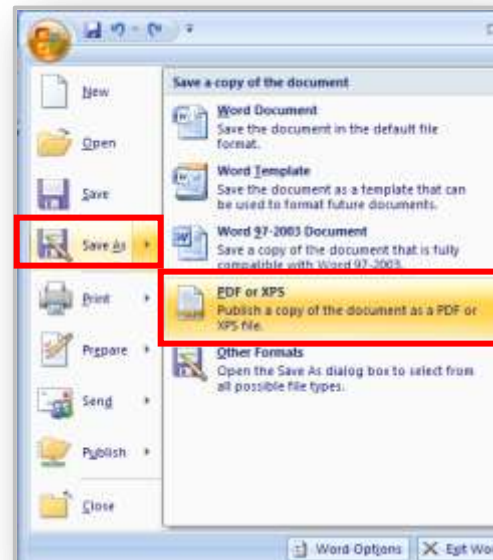 New
Open
Save
Save As
Print
Prepare
Send
Publish
Close
Save a copy of the document
Word Document
Save the document in the default file
format.
Word Template
Save the document as a template that can
be used to format future documents.
Word 97-2003 Document
Save a copy of the document that is fully
compatible with Word 97-2003.
PDF or XPS
Publish a copy of the document as a PDF or
XPS file.
Other Formats
Open the Save As dialog box to select from
all possible file types.
Word Options
Exit Wo